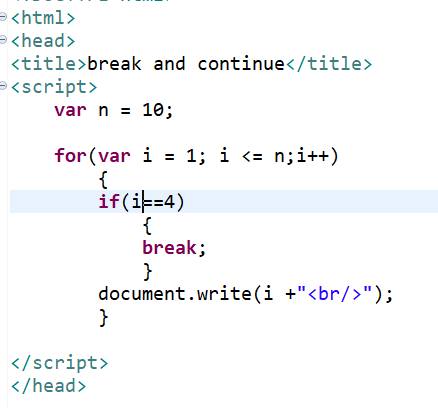 <html>
<head>
<title>break and continue</title>
<script>
var n = 10;
for(var i = 1; i <= n;i++)
{
if(i==4)
{
break;
}
document.write(i +"<br/>");
}
</script>
</head>